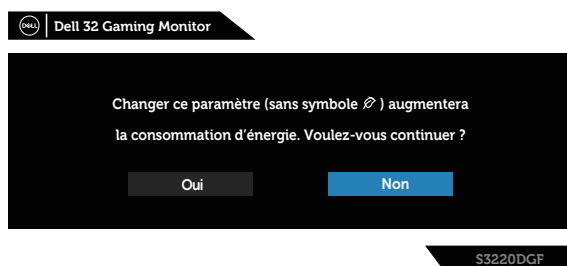 DELL Dell 32 Gaming Monitor
Changer ce paramètre (sans symbole ) augmentera
la consommation d’énergie. Voulez-vous continuer ?
Oui Non
S3220DGF